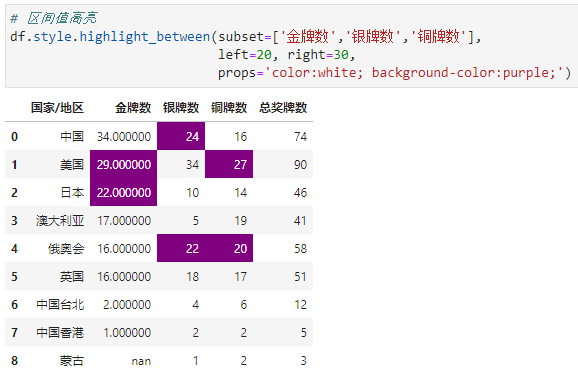 # 区间值高亮
df.style.highlight_between(subset=['金牌数','银牌数','铜牌数'],
left=20, right=30,
props='color:white; background-color:purple;')
国家/地区 金牌数 银牌数 铜牌数 总奖牌数
0 中国 34.000000 24 16 74
1 美国 29.000000 34 27 90
2 日本 22.000000 10 14 46
3 澳大利亚 17.000000 5 19 41
4 俄奥会 16.000000 22 20 58
5 英国 16.000000 18 17 51
6 中国台北 2.000000 4 6 12
7 中国香港 1.000000 2 2 5
8 蒙古 nan 1 2 3